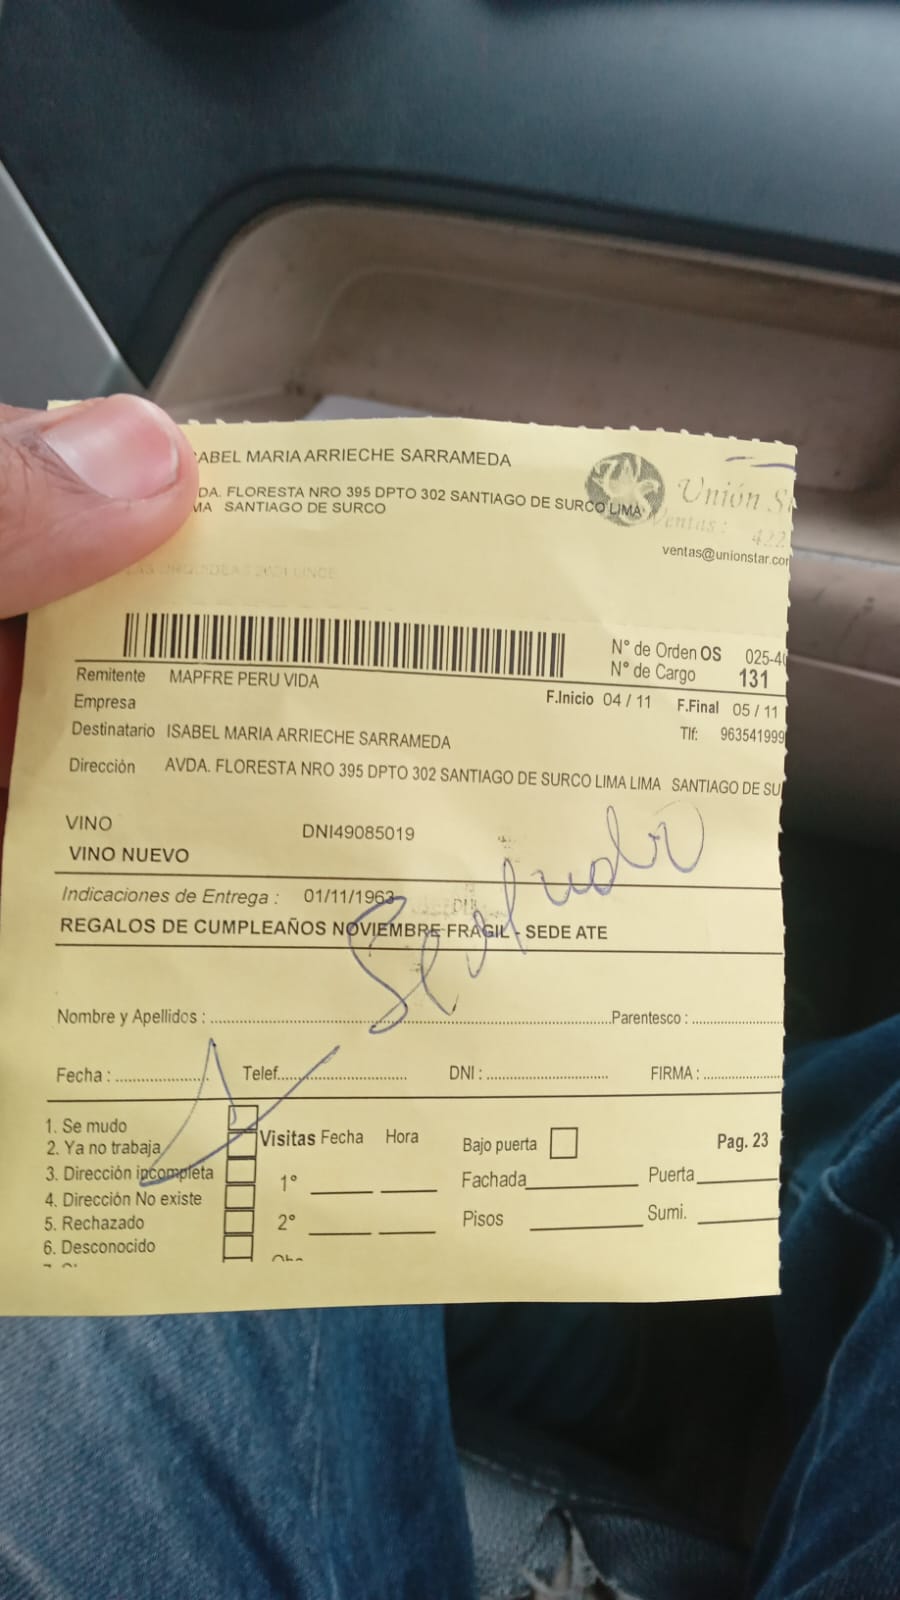 ABEL MARIA ARRIECHE SARRAMEDA
DA. FLORESTA NRO 395 DPTO 302 SANTIAGO DE SURCO LIMA
MA SANTIAGO DE SURCO
Unión S
Ventas: 422
ventas@unionstar.com
N° de Orden OS 025-4
N° de Cargo 131
Remitente MAPFRE PERU VIDA
F.Inicio 04 / 11 F.Final 05 / 11
Empresa
Tlf: 963541999
Destinatario ISABEL MARIA ARRIECHE SARRAMEDA
Dirección AVDA. FLORESTA NRO 395 DPTO 302 SANTIAGO DE SURCO LIMA LIMA SANTIAGO DE SU
VINO DNI49085019
VINO NUEVO
Indicaciones de Entrega : 01/11/1963
REGALOS DE CUMPLEAÑOS NOVIEMBRE FRAGIL - SEDE ATE
Se mudó
Nombre y Apellidos : Parentesco :
Fecha : Telef. DNI : FIRMA :
1. Se mudo
2. Ya no trabaja
3. Dirección incompleta
4. Dirección No existe
5. Rechazado
6. Desconocido
Visitas Fecha Hora
1°
2°
Bajo puerta
Pag. 23
Fachada Puerta
Pisos Sumi.